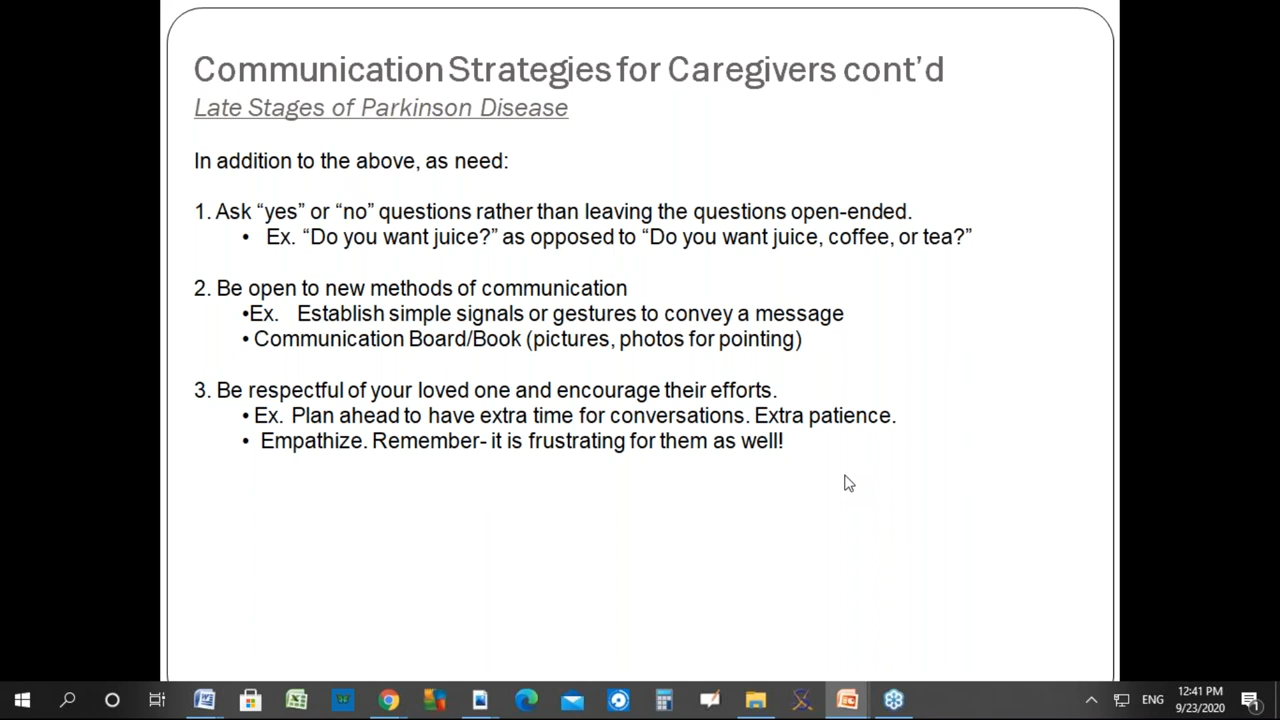 Communication Strategies for Caregivers cont’d
Late Stages of Parkinson Disease
In addition to the above, as need:
1. Ask “yes” or “no” questions rather than leaving the questions open-ended.
• Ex. “Do you want juice?” as opposed to “Do you want juice, coffee, or tea?”
2. Be open to new methods of communication
•Ex. Establish simple signals or gestures to convey a message
• Communication Board/Book (pictures, photos for pointing)
3. Be respectful of your loved one and encourage their efforts.
• Ex. Plan ahead to have extra time for conversations. Extra patience.
• Empathize. Remember- it is frustrating for them as well!
ENG
12:41 PM
9/23/2020
1